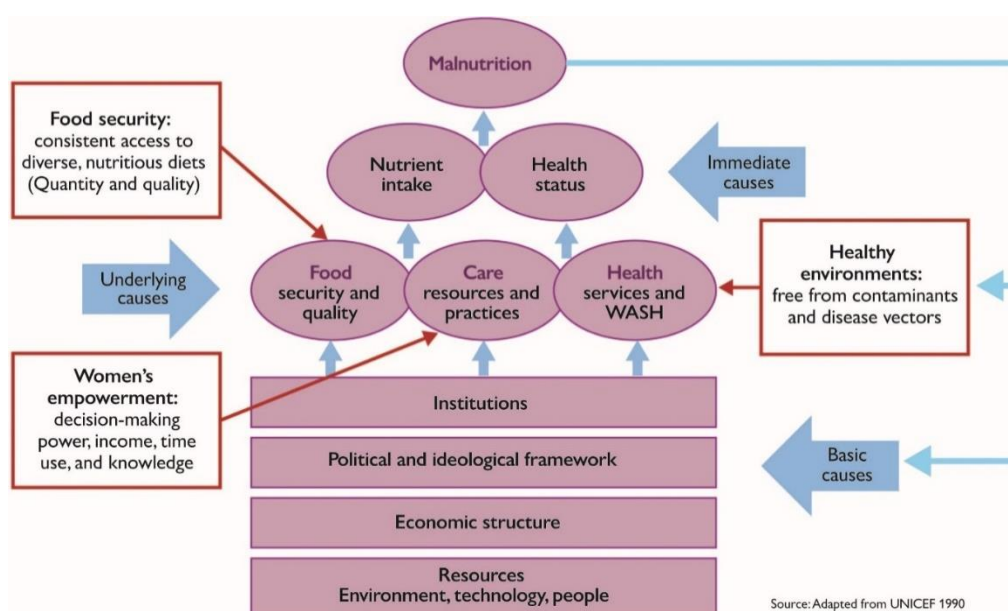 Malnutrition
Food security:
consistent access to
diverse, nutritious diets
(Quantity and quality)
Nutrient
intake
Health
status
Immediate
causes
Underlying
causes
Food
security and
quality
Care
resources and
practices
Health
services and
WASH
Healthy
environments:
free from contaminants
and disease vectors
Women's
empowerment:
decision-making
power, income, time
use, and knowledge
Institutions
Political and ideological framework
Basic
causes
Economic structure
Resources
Environment, technology, people
Source: Adapted from UNICEF 1990